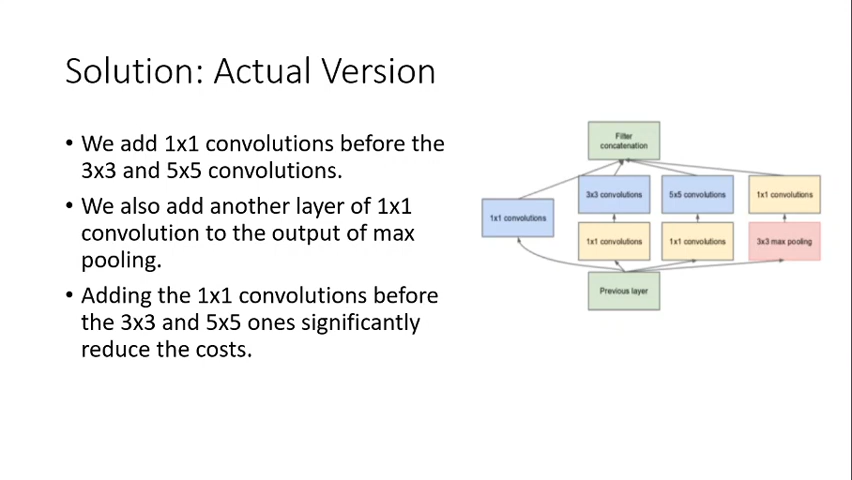 Solution: Actual Version
• We add 1x1 convolutions before the
3x3 and 5x5 convolutions.
• We also add another layer of 1x1
convolution to the output of max
pooling.
• Adding the 1x1 convolutions before
the 3x3 and 5x5 ones significantly
reduce the costs.
Filter
concatenation
1x1 convolutions
3x3 convolutions
5x5 convolutions
1x1 convolutions
1x1 convolutions
1x1 convolutions
3x3 max pooling
Previous layer